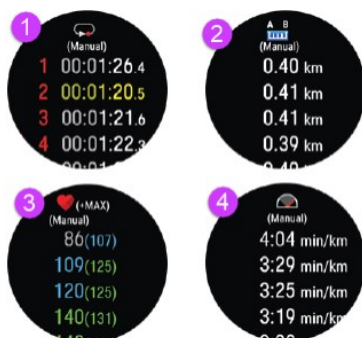 1
(Manual)
1 00:01:26.4
2 00:01:20.5
3 00:01:21.6
4 00:01:22.3
2
A B
(Manual)
0.40 km
0.41 km
0.41 km
0.39 km
3
(+MAX)
(Manual)
86(107)
109(125)
120(125)
140(131)
4
(Manual)
4:04 min/km
3:29 min/km
3:25 min/km
3:19 min/km